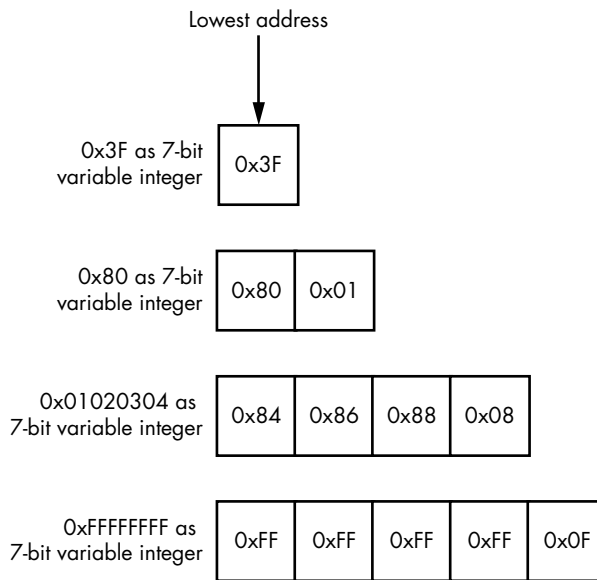 Lowest address
0x3F as 7-bit
variable integer
0x3F
0x80 as 7-bit
variable integer
0x80 0x01
0x01020304 as
7-bit variable integer
0x84 0x86 0x88 0x08
0xFFFFFFFF as
7-bit variable integer
0xFF 0xFF 0xFF 0xFF 0x0F